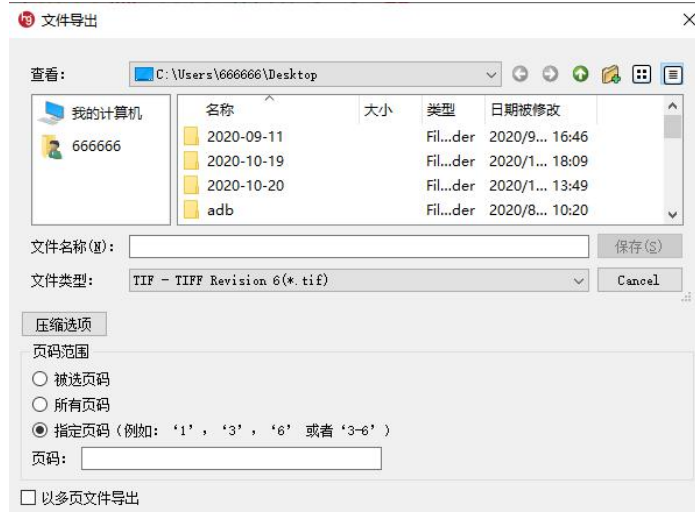 hg 文件导出
查看: C:\Users\666666\Desktop
我的计算机
666666
名称 大小 类型 日期被修改
2020-09-11 Fil...der 2020/9... 16:46
2020-10-19 Fil...der 2020/1... 18:09
2020-10-20 Fil...der 2020/1... 13:49
adb Fil...der 2020/8... 10:20
文件名称(N): 保存(S)
文件类型: TIF - TIFF Revision 6(*.tif) Cancel
压缩选项
页码范围
被选页码
所有页码
指定页码(例如: ‘1’, ‘3’, ‘6’ 或者‘3-6’)
页码:
以多页文件导出